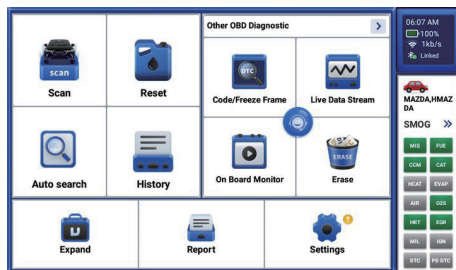 Other OBD Diagnostic
scan
Scan
Reset
DTC
Code/Freeze Frame
Live Data Stream
Auto search
History
On Board Monitor
ERASE
Erase
Expand
Report
Settings
06:07 AM
100%
1kb/s
Linked
MAZDA,HMAZ
DA
SMOG
MIS FUE
CCM CAT
HCAT EVAP
AIR O2S
HRT EGR
MIL IGN
DTC PD DTC